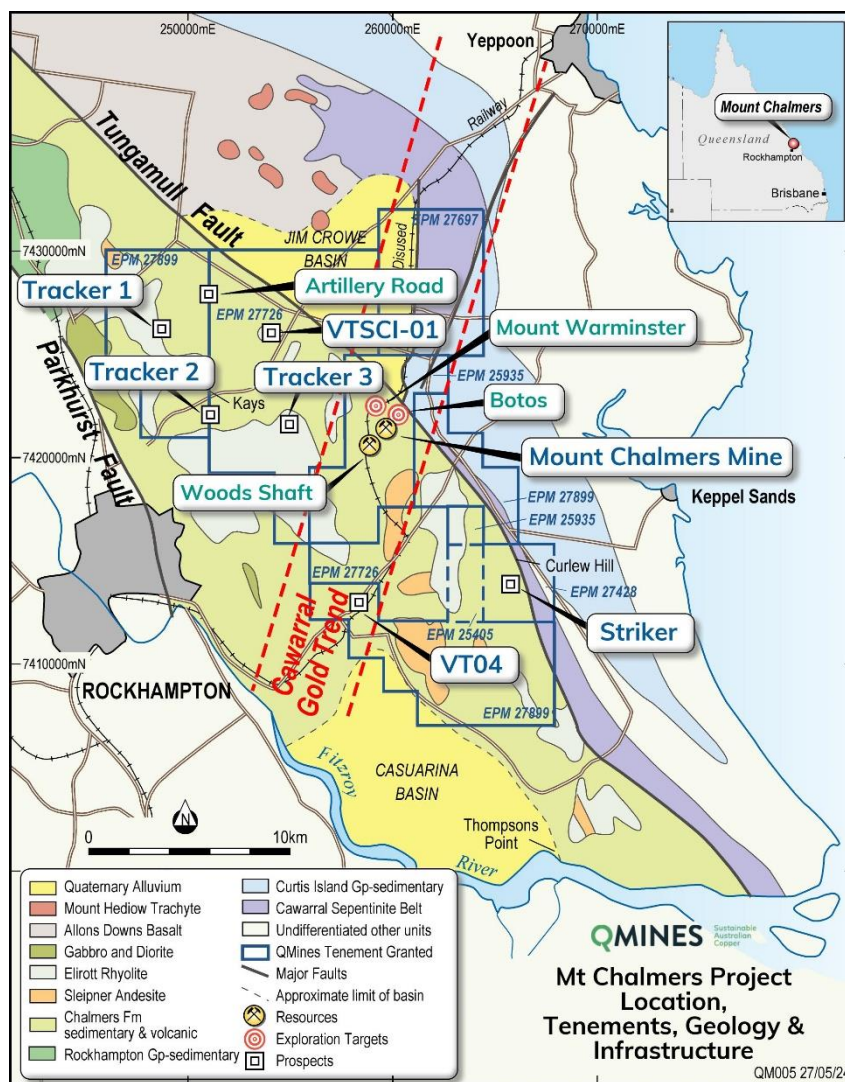 250000mE
260000mE
270000mE
Yeppoon
Railway
Mount Chalmers
Queensland
Rockhampton
Brisbane
Tungamull Fault
EPM 27697
7430000mN
JIM CROWE
BASIN
Disused
EPM 27899
Tracker 1
Artillery Road
EPM 27726
VTSCI-01
Mount Warminster
Parkhurst Fault
Tracker 2
Tracker 3
EPM 25935
Kays
Botos
7420000mN
Mount Chalmers Mine
Woods Shaft
EPM 27899
Keppel Sands
EPM 25935
Curlew Hill
EPM 27726
EPM 27428
Cawarral
Gold Trend
Striker
EPM 25405
VT04
7410000mN
ROCKHAMPTON
EPM 27899
Fitzroy
CASUARINA
BASIN
N
0
10km
Thompsons
Point
River
Quaternary Alluvium
Mount Hediow Trachyte
Allons Downs Basalt
Gabbro and Diorite
Elirott Rhyolite
Sleipner Andesite
Chalmers Fm
sedimentary & volcanic
Rockhampton Gp-sedimentary
Curtis Island Gp-sedimentary
Cawarral Sepentinite Belt
Undifferentiated other units
QMines Tenement Granted
Major Faults
Approximate limit of basin
Resources
Exploration Targets
Prospects
QMINES
Sustainable
Australian
Copper
Mt Chalmers Project
Location,
Tenements, Geology &
Infrastructure
QM005 27/05/24